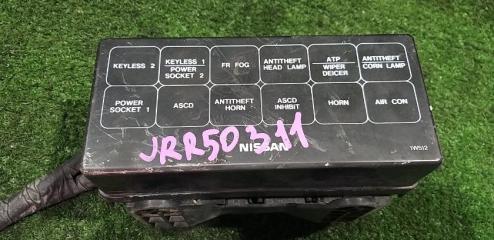 KEYLESS 2
KEYLESS 1
POWER
SOCKET 2
FR FOG
ANTITHEFT
HEAD LAMP
ATP
WIPER
DEICER
ANTITHEFT
CORN LAMP
POWER
SOCKET 1
ASCD
ANTITHEFT
HORN
ASCD
INHIBIT
HORN
AIR CON
JRR50311
NISSAN
1W512